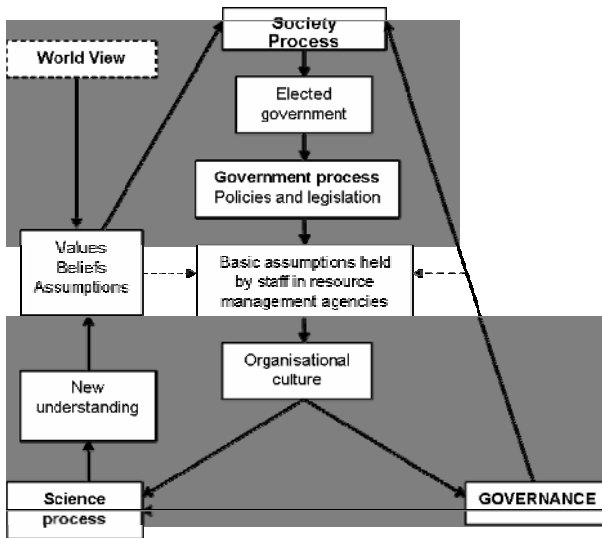 Society
Process
World View
Elected
government
Government process
Policies and legislation
Values
Beliefs
Assumptions
Basic assumptions held
by staff in resource
management agencies
Organisational
culture
New
understanding
Science
process
GOVERNANCE